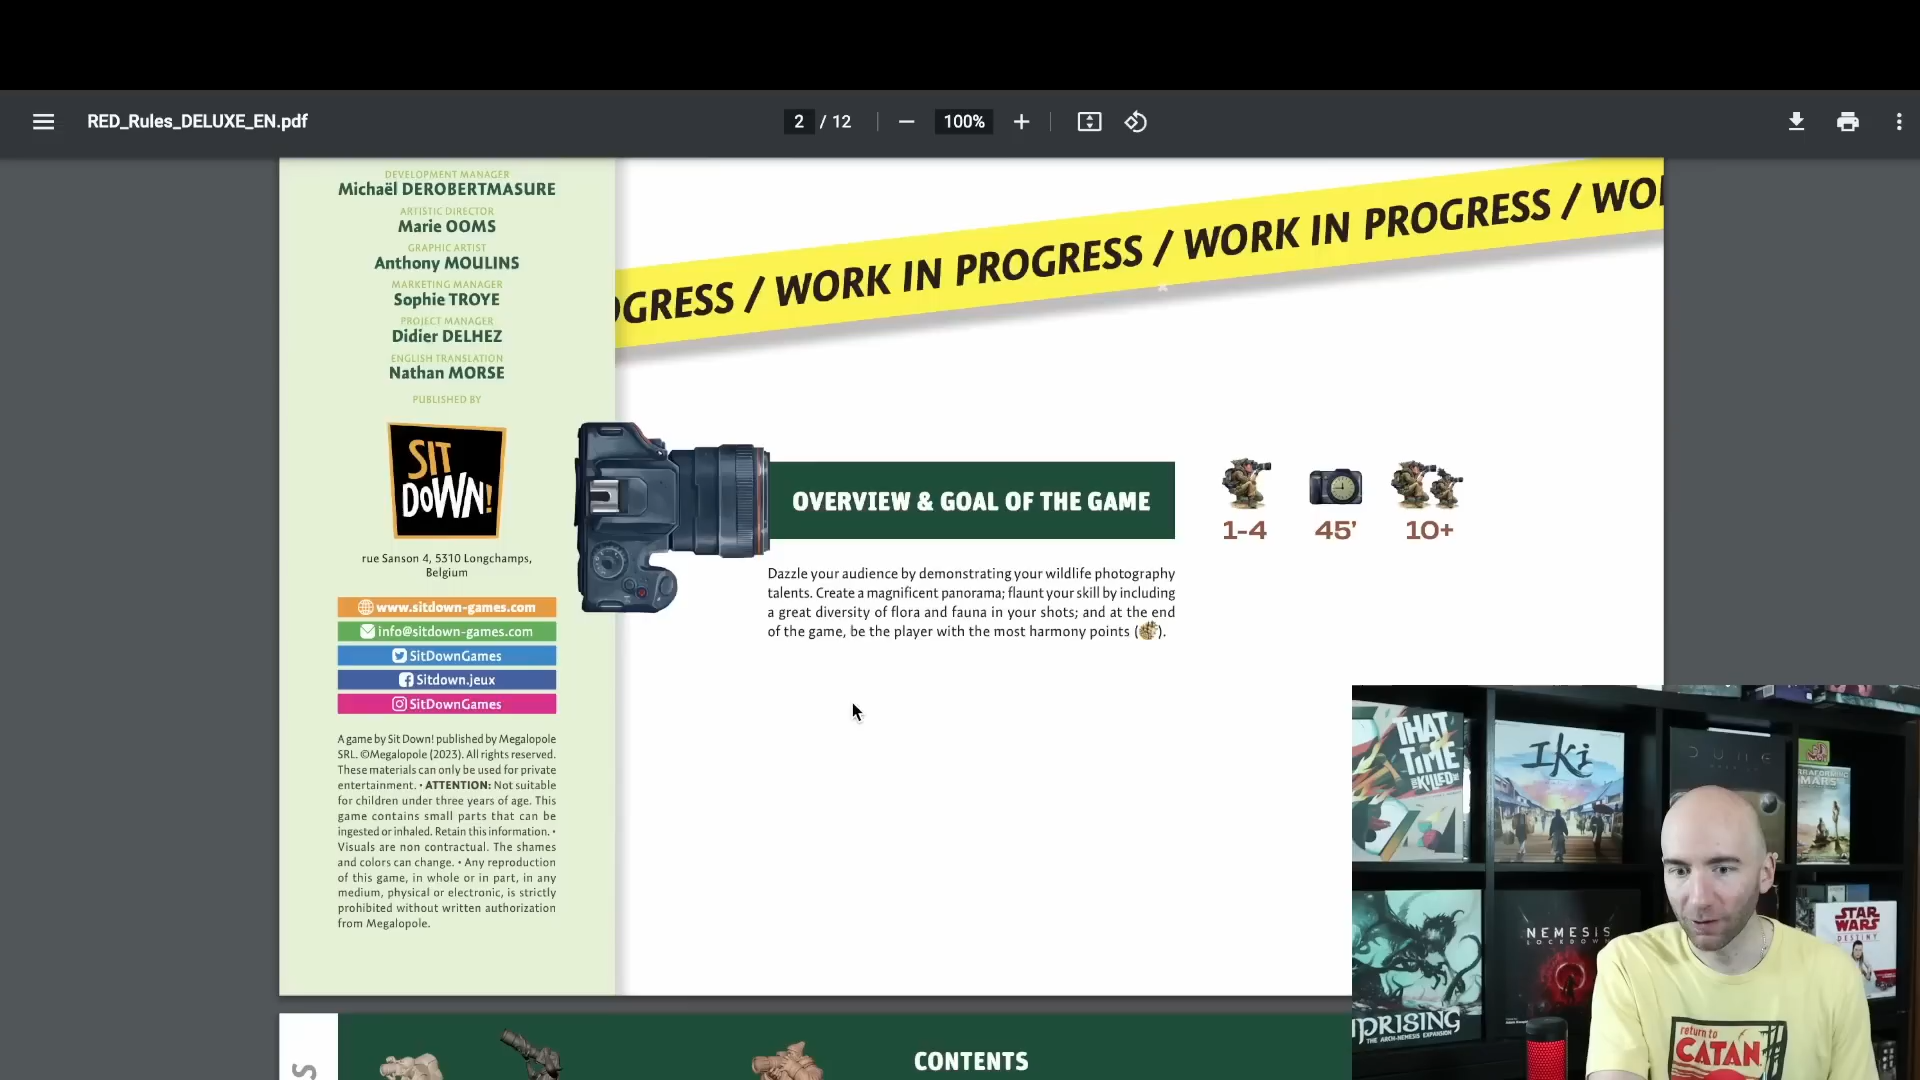 RED_Rules_DELUXE_EN.pdf
2 / 12
100%
DEVELOPMENT MANAGER
Michaël DEROBERTMASURE
ARTISTIC DIRECTOR
Marie OOMS
GRAPHIC ARTIST
Anthony MOULINS
MARKETING MANAGER
Sophie TROYE
PROJECT MANAGER
Didier DELHEZ
ENGLISH TRANSLATION
Nathan MORSE
PUBLISHED BY
SIT
DOWN!
rue Sanson 4, 5310 Longchamps,
Belgium
www.sitdown-games.com
info@sitdown-games.com
SitDownGames
Sitdown.jeux
SitDownGames
A game by Sit Down! published by Megalopole
SRL. ©Megalopole (2023). All rights reserved.
These materials can only be used for private
entertainment. • ATTENTION: Not suitable
for children under three years of age. This
game contains small parts that can be
ingested or inhaled. Retain this information. •
Visuals are non contractual. The shames
and colors can change. • Any reproduction
of this game, in whole or in part, in any
medium, physical or electronic, is strictly
prohibited without written authorization
from Megalopole.
OGRESS / WORK IN PROGRESS / WORK IN PROGRESS / WOR
OVERVIEW & GOAL OF THE GAME
1-4
45'
10+
Dazzle your audience by demonstrating your wildlife photography
talents. Create a magnificent panorama; flaunt your skill by including
a great diversity of flora and fauna in your shots; and at the end
of the game, be the player with the most harmony points ( ).
CONTENTS
S
THAT
TIME
KILLED
IKi
DUNE
MARS
NEMESIS
LOCKDOWN
STAR
WARS
DESTINY
UPRISING
THE ARCH-NEMESIS EXPANSION
return to
CATAN